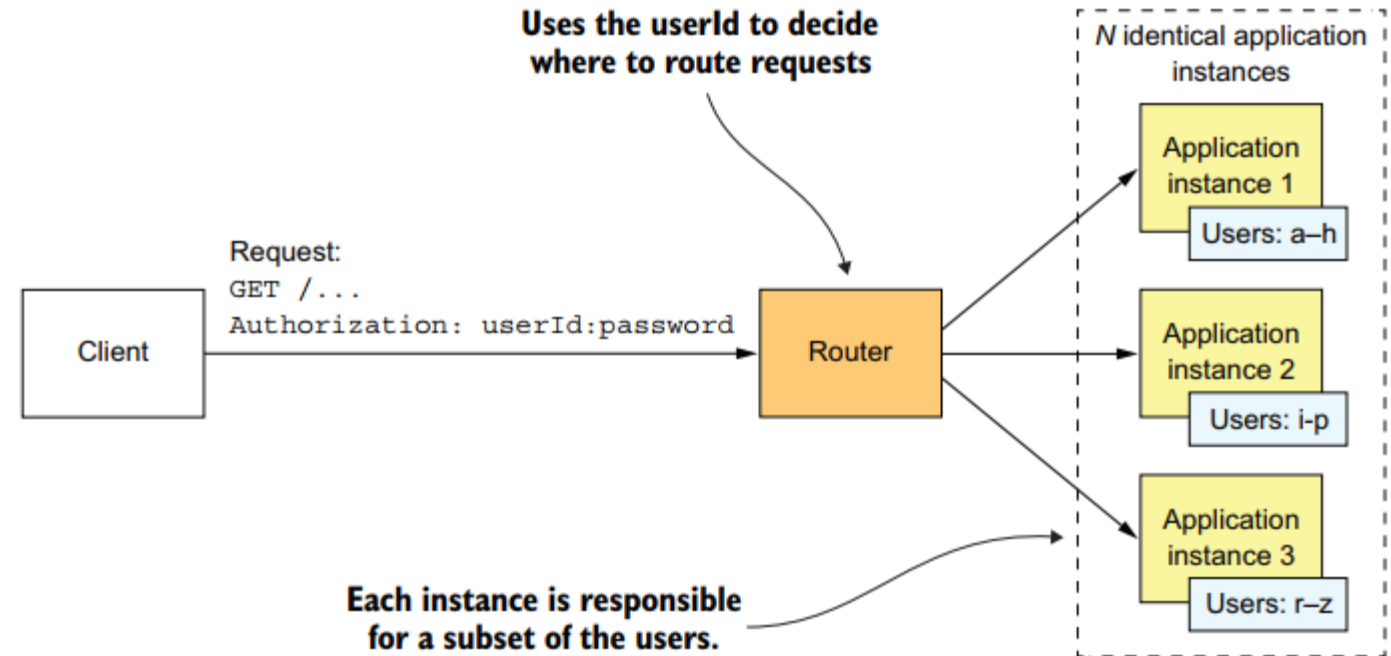 Uses the userId to decide
where to route requests
N identical application
instances
Application
instance 1
Users: a–h
Request:
GET /...
Authorization: userId:password
Client
Router
Application
instance 2
Users: i-p
Application
instance 3
Users: r–z
Each instance is responsible
for a subset of the users.